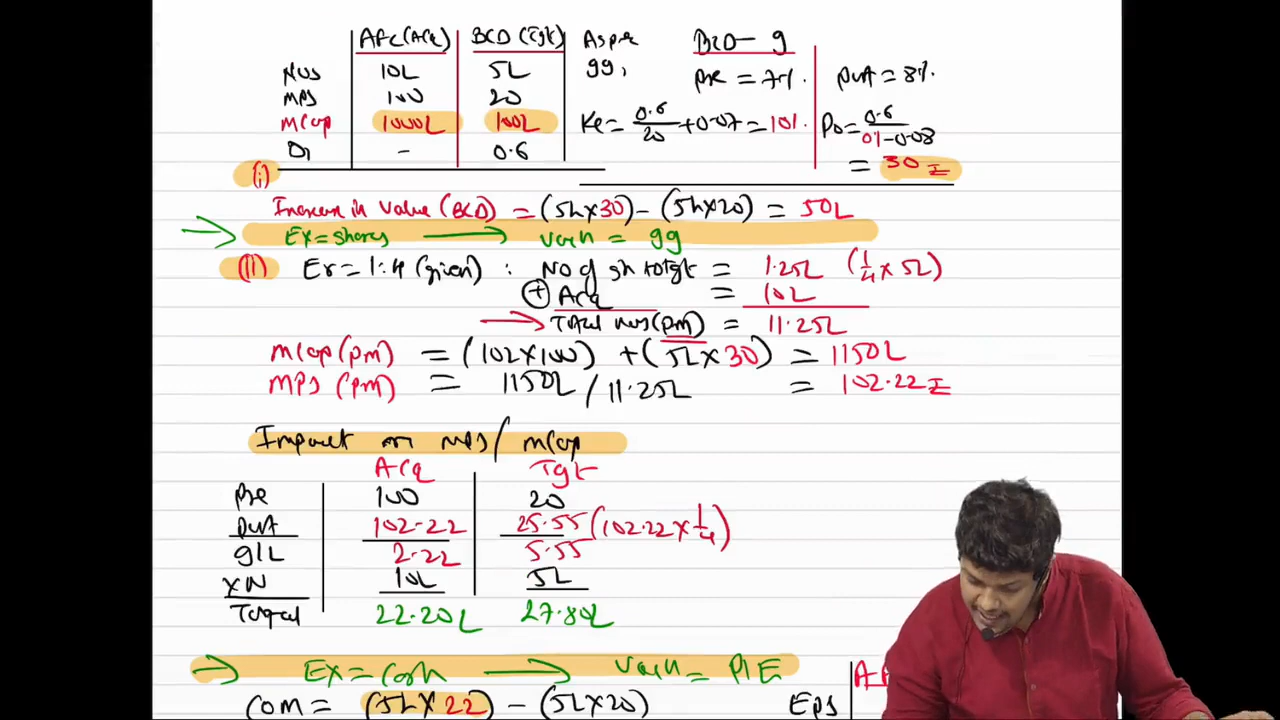 AFC (Acq) BCD (Tgt) As per BCD - g
NUS 10L 5L gg, Pre = 7% . Post = 8% .
MPS 100 20
MCap 1000L 100L Ke = 0.6/20 + 0.07 = 10% P0 = 0.6/01-0.08
D1 - 0.6 = 30 I
(i)
Increase in Value (BCD) = (5L×30) - (5L×20) = 50L
Ex = shares → Valn = gg
(ii) Er = 1:4 (given) : No of sh to tgt = 1.25L (1/4 × 5L)
+ Acq = 10L
→ Total nus (pm) = 11.25L
MCap (pm) = (10L×100) + (5L×30) = 1150L
MPS (pm) = 1150L / 11.25L = 102.22 I
Impact on MPS / MCap
Acq Tgt
Pre 100 20
Post 102.22 25.55 (102.22 × 1/4)
g/L 2.22 5.55
×N 10L 5L
Total 22.20L 27.80L
→ Ex = Cash → Valn = P/E
COM = (5L×22) - (5L×20) EPS